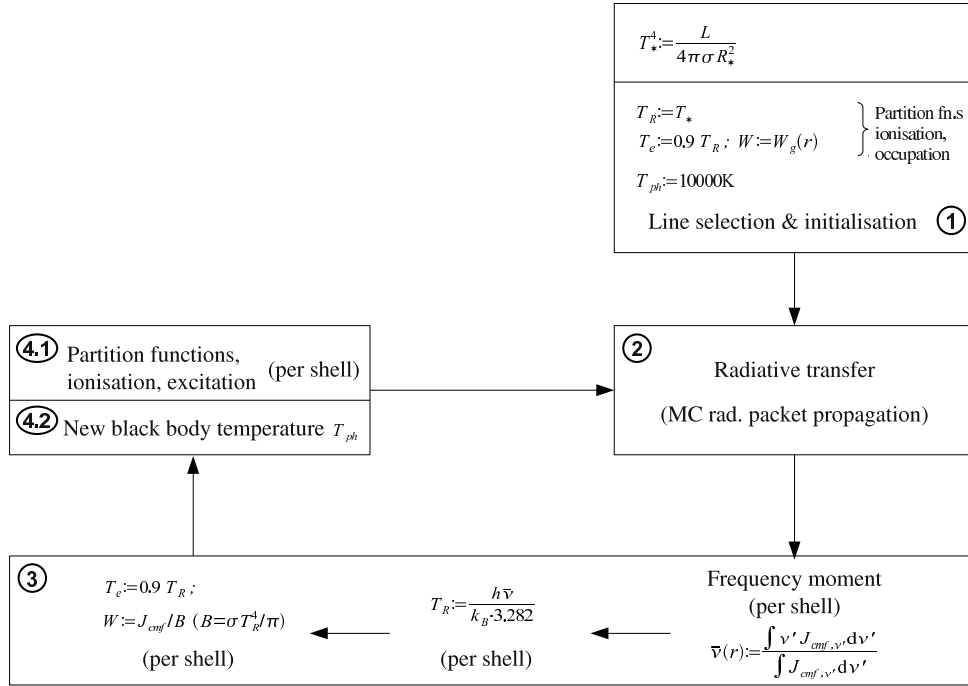 T⁴⁎:=L/4πσR²⁎
T_R:=T⁎
T_e:=0.9 T_R ; W:=W_g(r)
Partition fn.s
ionisation,
occupation
T_ph:=10000K
Line selection & initialisation
1
4.1
Partition functions,
ionisation, excitation
(per shell)
4.2
New black body temperature T_ph
2
Radiative transfer
(MC rad. packet propagation)
3
T_e:=0.9 T_R ;
W:=J_cmf/B (B=σT⁴_R/π)
(per shell)
T_R:=hν̄/k_B·3,282
(per shell)
Frequency moment
(per shell)
ν̄(r):=∫ν′J_cmf,ν′dν′/∫J_cmf,ν′dν′